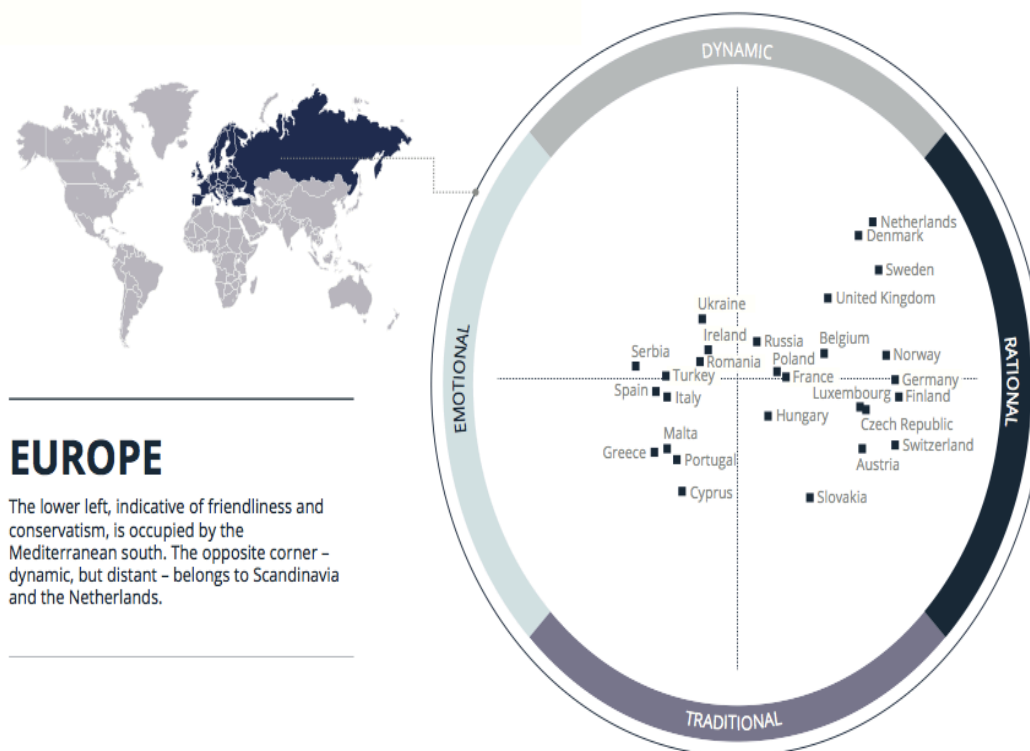 DYNAMIC
Netherlands
Denmark
Sweden
United Kingdom
Ukraine
Ireland
Russia
Belgium
Serbia
Romania
Poland
Norway
Turkey
France
Germany
Spain
Italy
Luxembourg
Finland
Hungary
Czech Republic
Malta
Greece
Portugal
Switzerland
Austria
Cyprus
Slovakia
EMOTIONAL
RATIONAL
TRADITIONAL
EUROPE
The lower left, indicative of friendliness and
conservatism, is occupied by the
Mediterranean south. The opposite corner –
dynamic, but distant – belongs to Scandinavia
and the Netherlands.